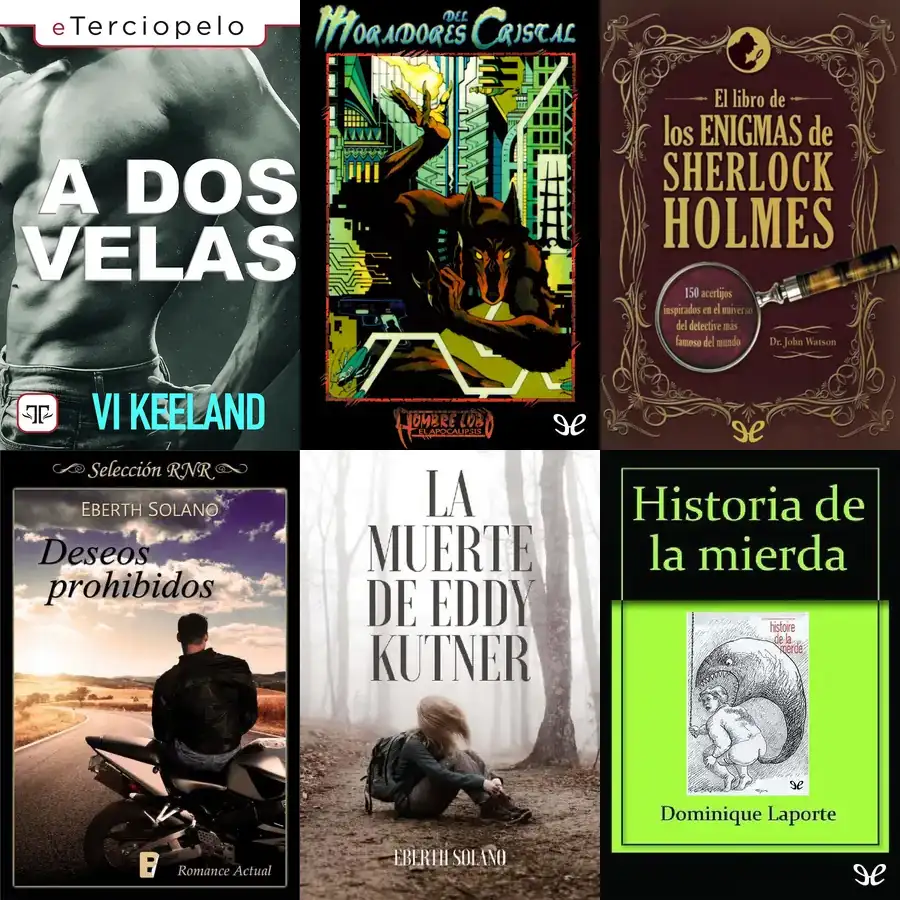 eTerciopelo
A DOS
VELAS
VI KEELAND
MORADORES DEL CRISTAL
HOMBRE LOBO
EL APOCALIPSIS
El libro de
los ENIGMAS de
SHERLOCK
HOLMES
150 acertijos
inspirados en el universo
del detective más
famoso del mundo
Dr. John Watson
Selección RNR
EBERTH SOLANO
Deseos
prohibidos
B
Romance Actual
LA
MUERTE
DE EDDY
KUTNER
EBERTH SOLANO
Historia de
la mierda
histoire
de la
merde
Dominique Laporte